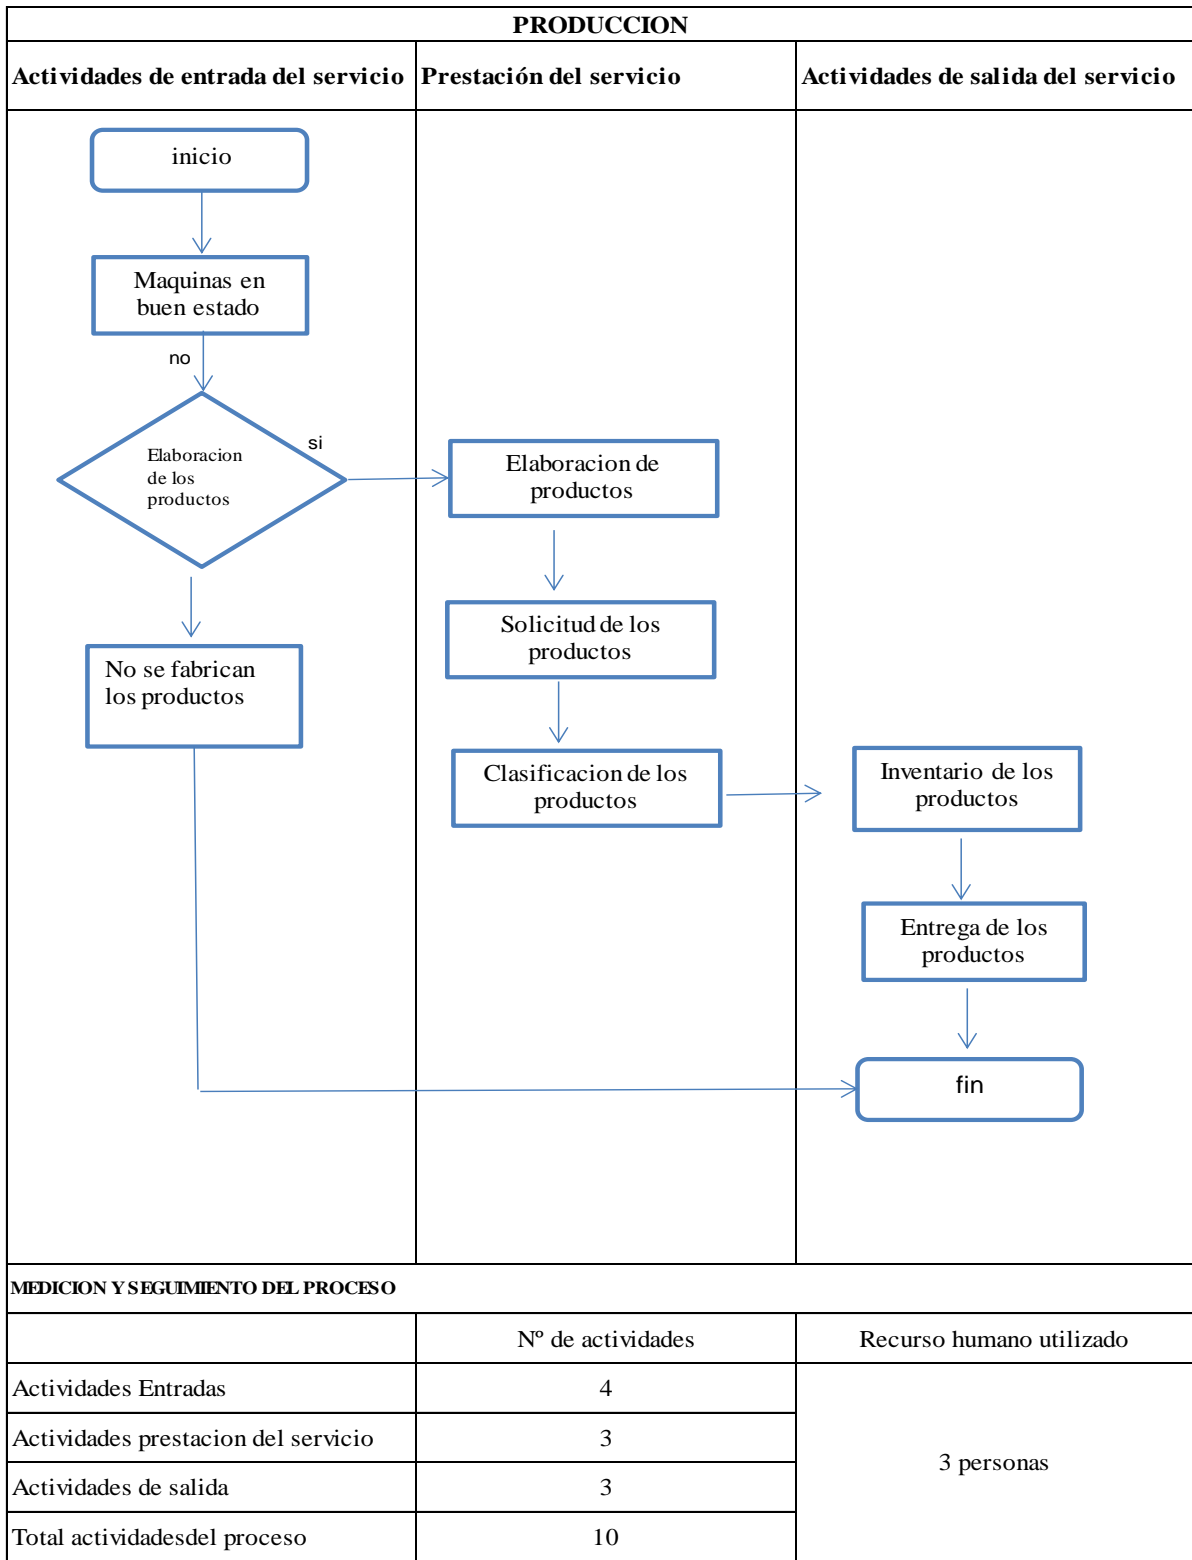 PRODUCCION
Actividades de entrada del servicio
Prestación del servicio
Actividades de salida del servicio
inicio
Maquinas en
buen estado
no
Elaboracion
de los
productos
si
No se fabrican
los productos
Elaboracion de
productos
Solicitud de los
productos
Clasificacion de los
productos
Inventario de los
productos
Entrega de los
productos
fin
MEDICION Y SEGUIMIENTO DEL PROCESO
Nº de actividades
Recurso humano utilizado
Actividades Entradas
4
Actividades prestacion del servicio
3
Actividades de salida
3
Total actividadesdel proceso
10
3 personas